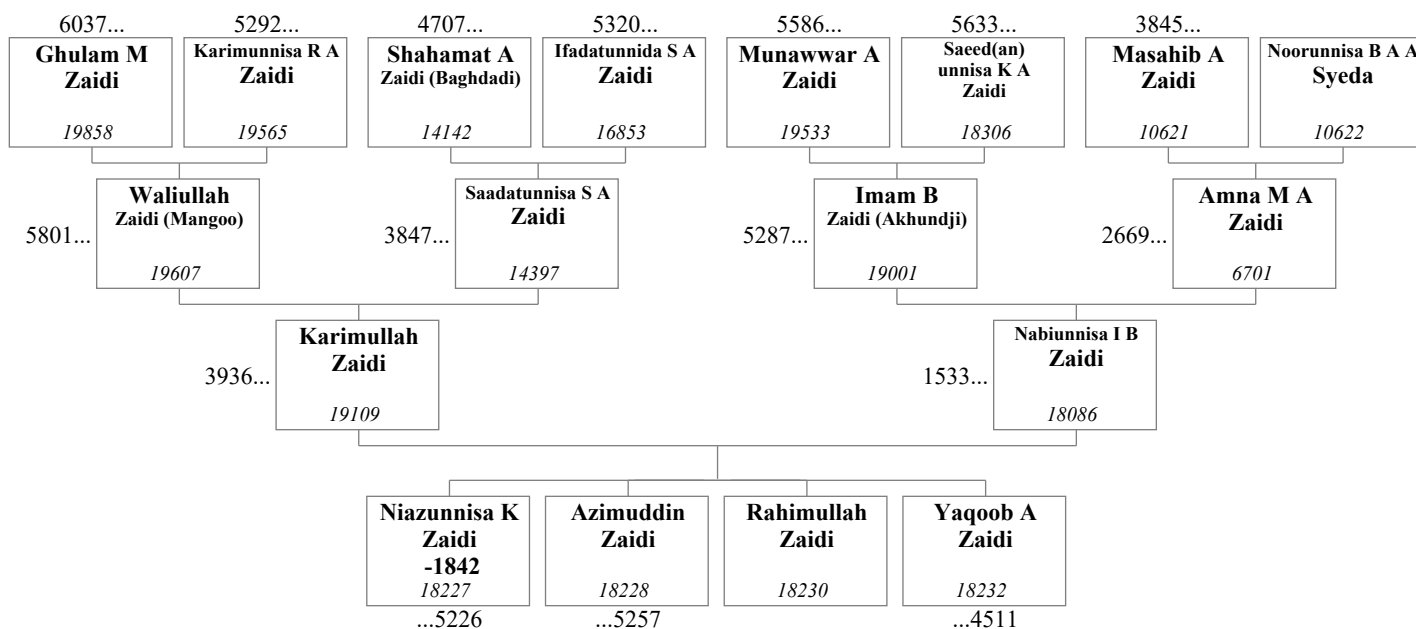 6037...
5292...
4707...
5320...
5586...
5633...
3845...
Ghulam M
Zaidi
19858
Karimunnisa R A
Zaidi
19565
Shahamat A
Zaidi (Baghdadi)
14142
Ifadatunnida S A
Zaidi
16853
Munawwar A
Zaidi
19533
Saeed(an)
unnisa K A
Zaidi
18306
Masahib A
Zaidi
10621
Noorunnisa B A A
Syeda
10622
5801...
Waliullah
Zaidi (Mangoo)
19607
3847...
Saadatunnisa S A
Zaidi
14397
5287...
Imam B
Zaidi (Akhundji)
19001
2669...
Amna M A
Zaidi
6701
3936...
Karimullah
Zaidi
19109
1533...
Nabiunnisa I B
Zaidi
18086
Niazunnisa K
Zaidi
-1842
18227
...5226
Azimuddin
Zaidi
18228
...5257
Rahimullah
Zaidi
18230
Yaqoob A
Zaidi
18232
...4511